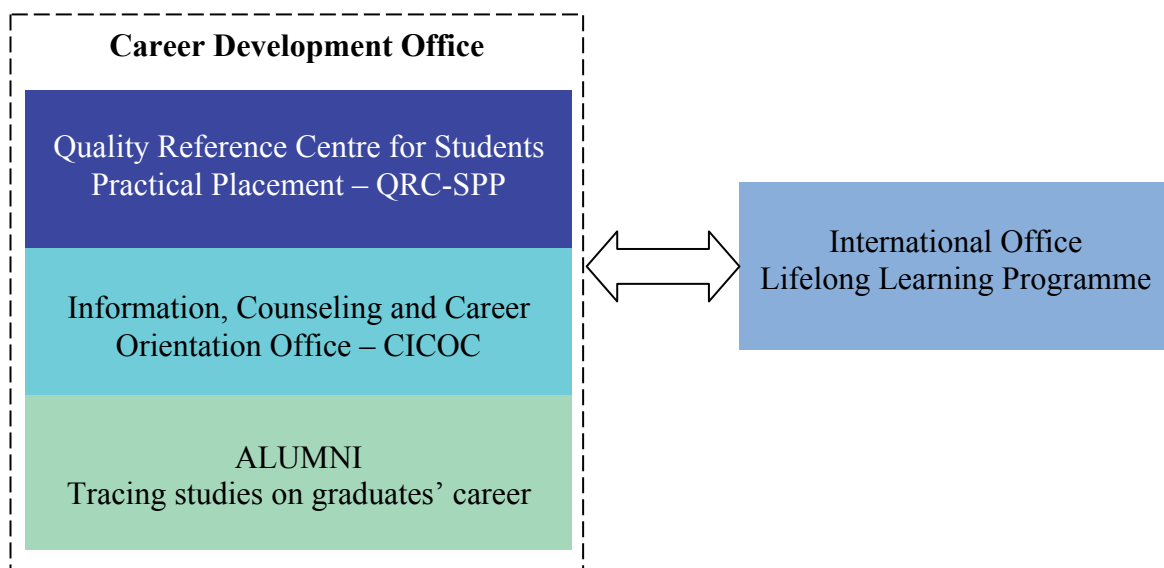 Career Development Office
Quality Reference Centre for Students
Practical Placement – QRC-SPP
Information, Counseling and Career
Orientation Office – CICOC
ALUMNI
Tracing studies on graduates’ career
International Office
Lifelong Learning Programme